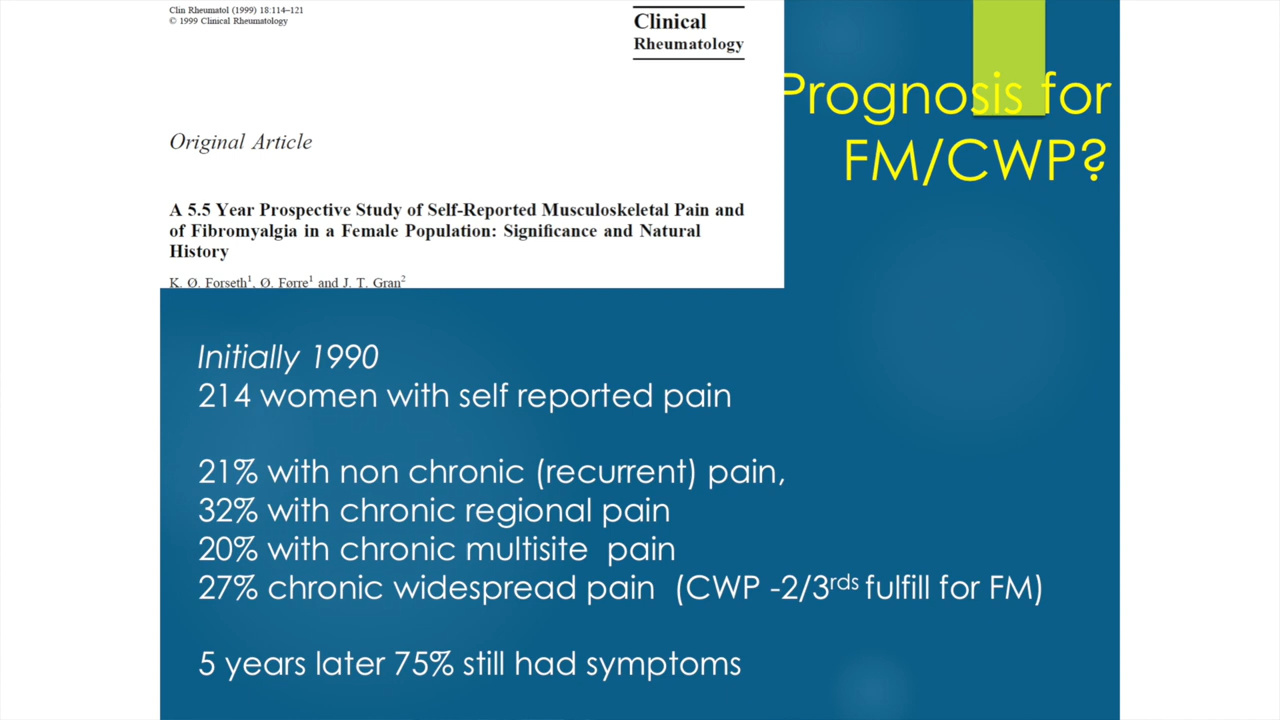 Clin Rheumatol (1999) 18:114–121
© 1999 Clinical Rheumatology
Clinical
Rheumatology
Prognosis for
FM/CWP?
Original Article
A 5.5 Year Prospective Study of Self-Reported Musculoskeletal Pain and
of Fibromyalgia in a Female Population: Significance and Natural
History
K. Ø. Forseth¹, Ø. Førre¹ and J. T. Gran²
Initially 1990
214 women with self reported pain
21% with non chronic (recurrent) pain,
32% with chronic regional pain
20% with chronic multisite pain
27% chronic widespread pain (CWP -2/3rds fulfill for FM)
5 years later 75% still had symptoms